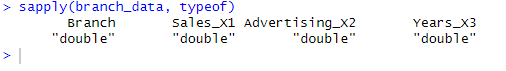 > sapply(branch_data, typeof)
Branch Sales_X1 Advertising_X2 Years_X3
"double" "double" "double" "double"
>